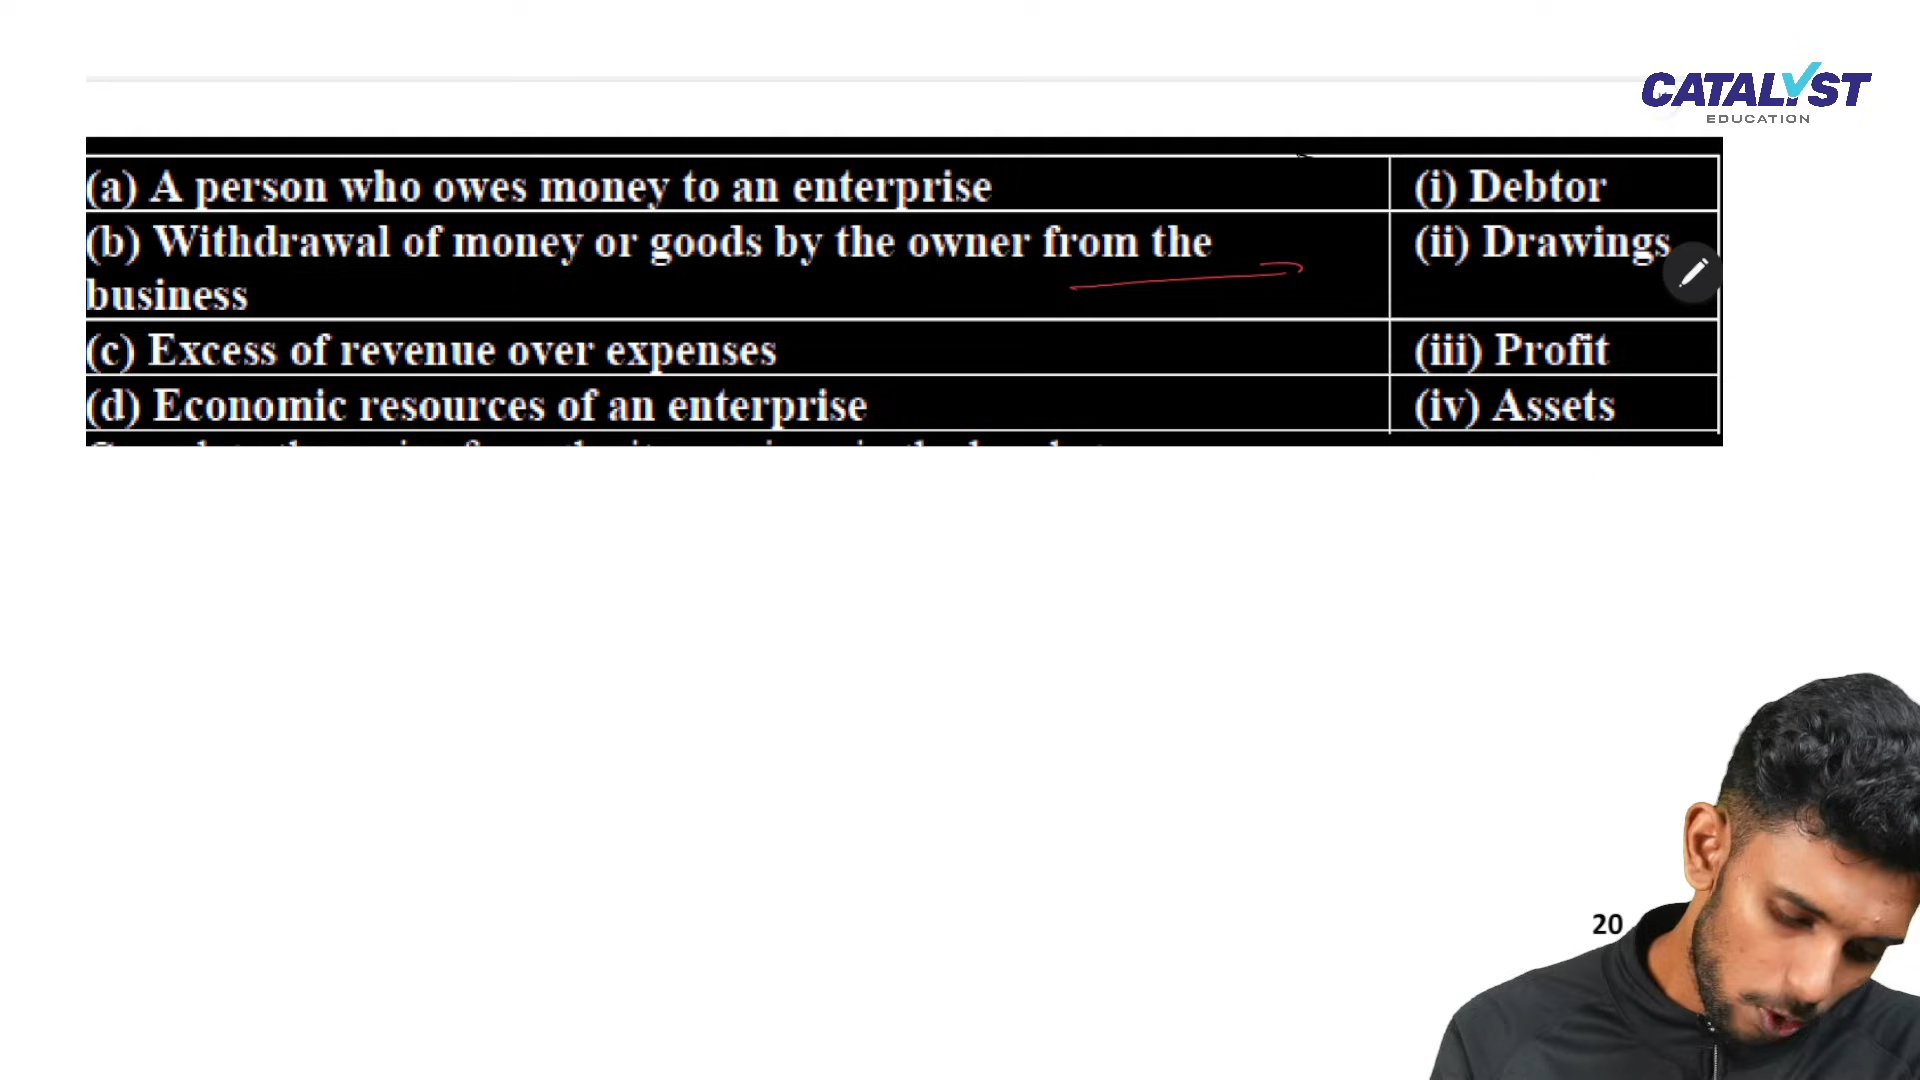 CATALYST
EDUCATION
(a) A person who owes money to an enterprise (i) Debtor
(b) Withdrawal of money or goods by the owner from the (ii) Drawings
business
(c) Excess of revenue over expenses (iii) Profit
(d) Economic resources of an enterprise (iv) Assets
20